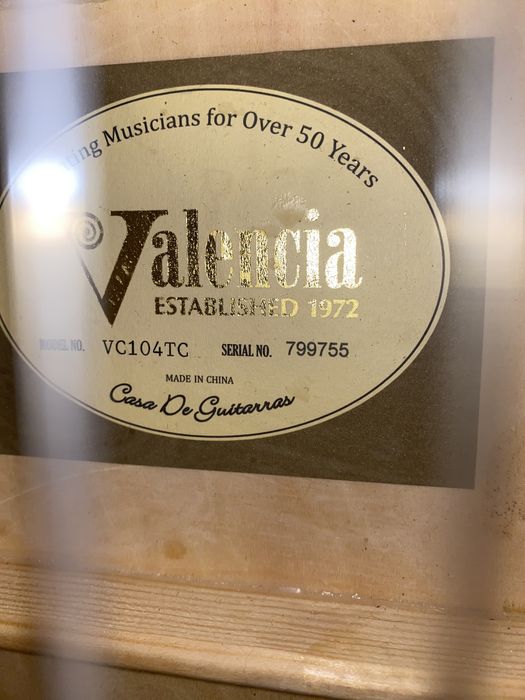 Musicians for Over 50 Years
Valencia
ESTABLISHED 1972
MODEL NO. VC104TC SERIAL NO. 799755
MADE IN CHINA
Casa De Guitarras